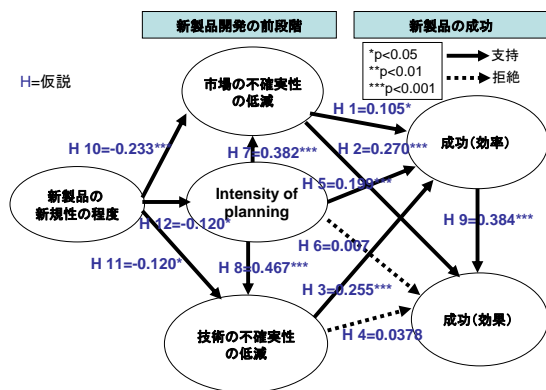 新製品開発の前段階
新製品の成功
*p<0.05
**p<0.01
***p<0.001
支持
拒絶
H=仮説
市場の不確実性
の低減
H 1=0.105*
H 10=-0.233***
H 7=0.382***
H 2=0.270***
成功(効率)
新製品の
新規性の程度
Intensity of
planning
H 5=0.199***
H 12=-0.120*
H 9=0.384***
H 6=0.007
H 11=-0.120*
H 8=0.467***
H 3=0.255***
技術の不確実性
の低減
H 4=0.0378
成功(効果)